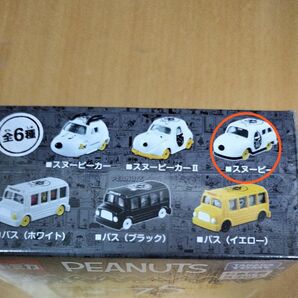 全6種
■スヌーピーカー ■スヌーピーカーⅡ ■スヌーピー
バス（ホワイト） ■バス（ブラック） ■バス（イエロー）
PEANUTS